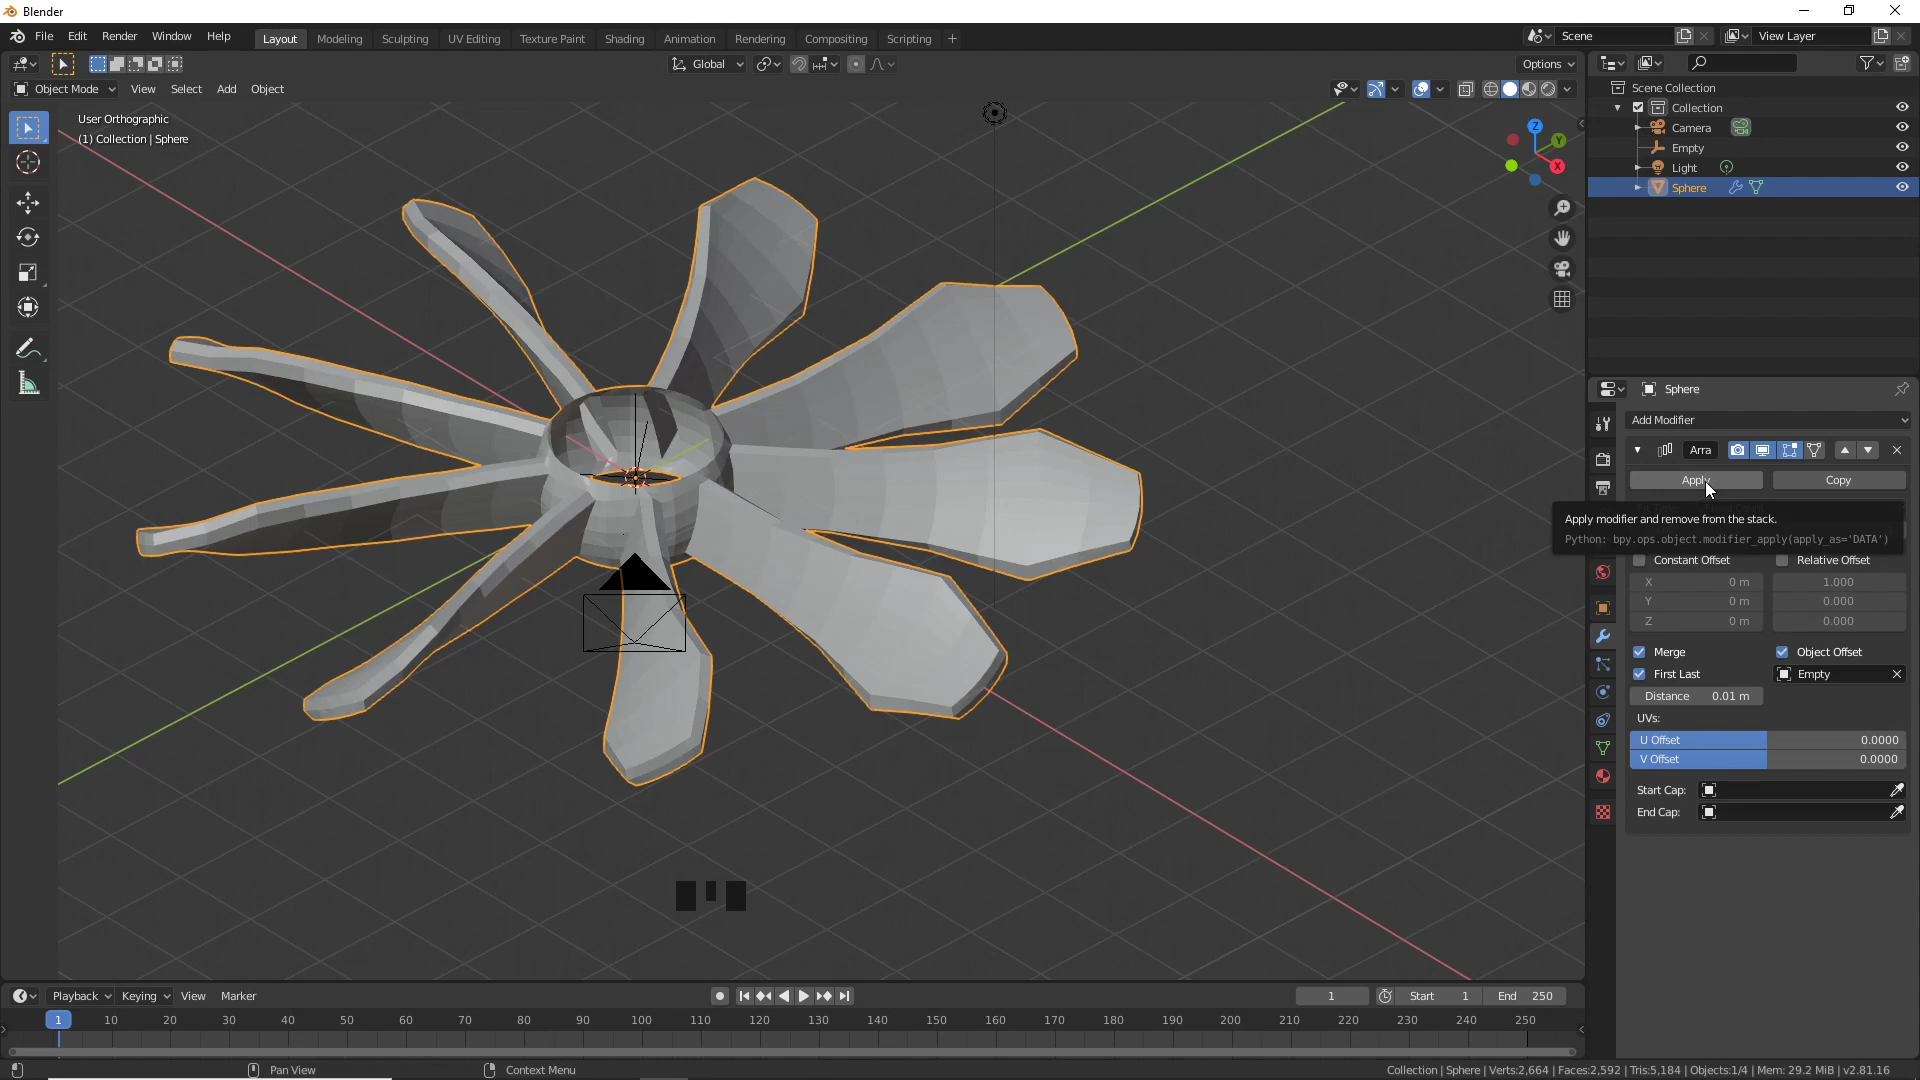 Blender
File Edit Render Window Help
Layout Modeling Sculpting UV Editing Texture Paint Shading Animation Rendering Compositing Scripting +
Scene
View Layer
Global
Options
Object Mode View Select Add Object
User Orthographic
(1) Collection | Sphere
Z
Y
X
Scene Collection
Collection
Camera
Empty
Light
Sphere
Sphere
Add Modifier
Arra
Apply Copy
Apply modifier and remove from the stack.
Python: bpy.ops.object.modifier_apply(apply_as='DATA')
Constant Offset Relative Offset
X 0 m 1.000
Y 0 m 0.000
Z 0 m 0.000
Merge Object Offset
First Last Empty
Distance 0.01 m
UVs:
U Offset 0.0000
V Offset 0.0000
Start Cap:
End Cap:
Playback Keying View Marker
1 Start 1 End 250
1 10 20 30 40 50 60 70 80 90 100 110 120 130 140 150 160 170 180 190 200 210 220 230 240 250
Pan View Context Menu
Collection | Sphere | Verts:2,664 | Faces:2,592 | Tris:5,184 | Objects:1/4 | Mem: 29.2 MiB | v2.81.16